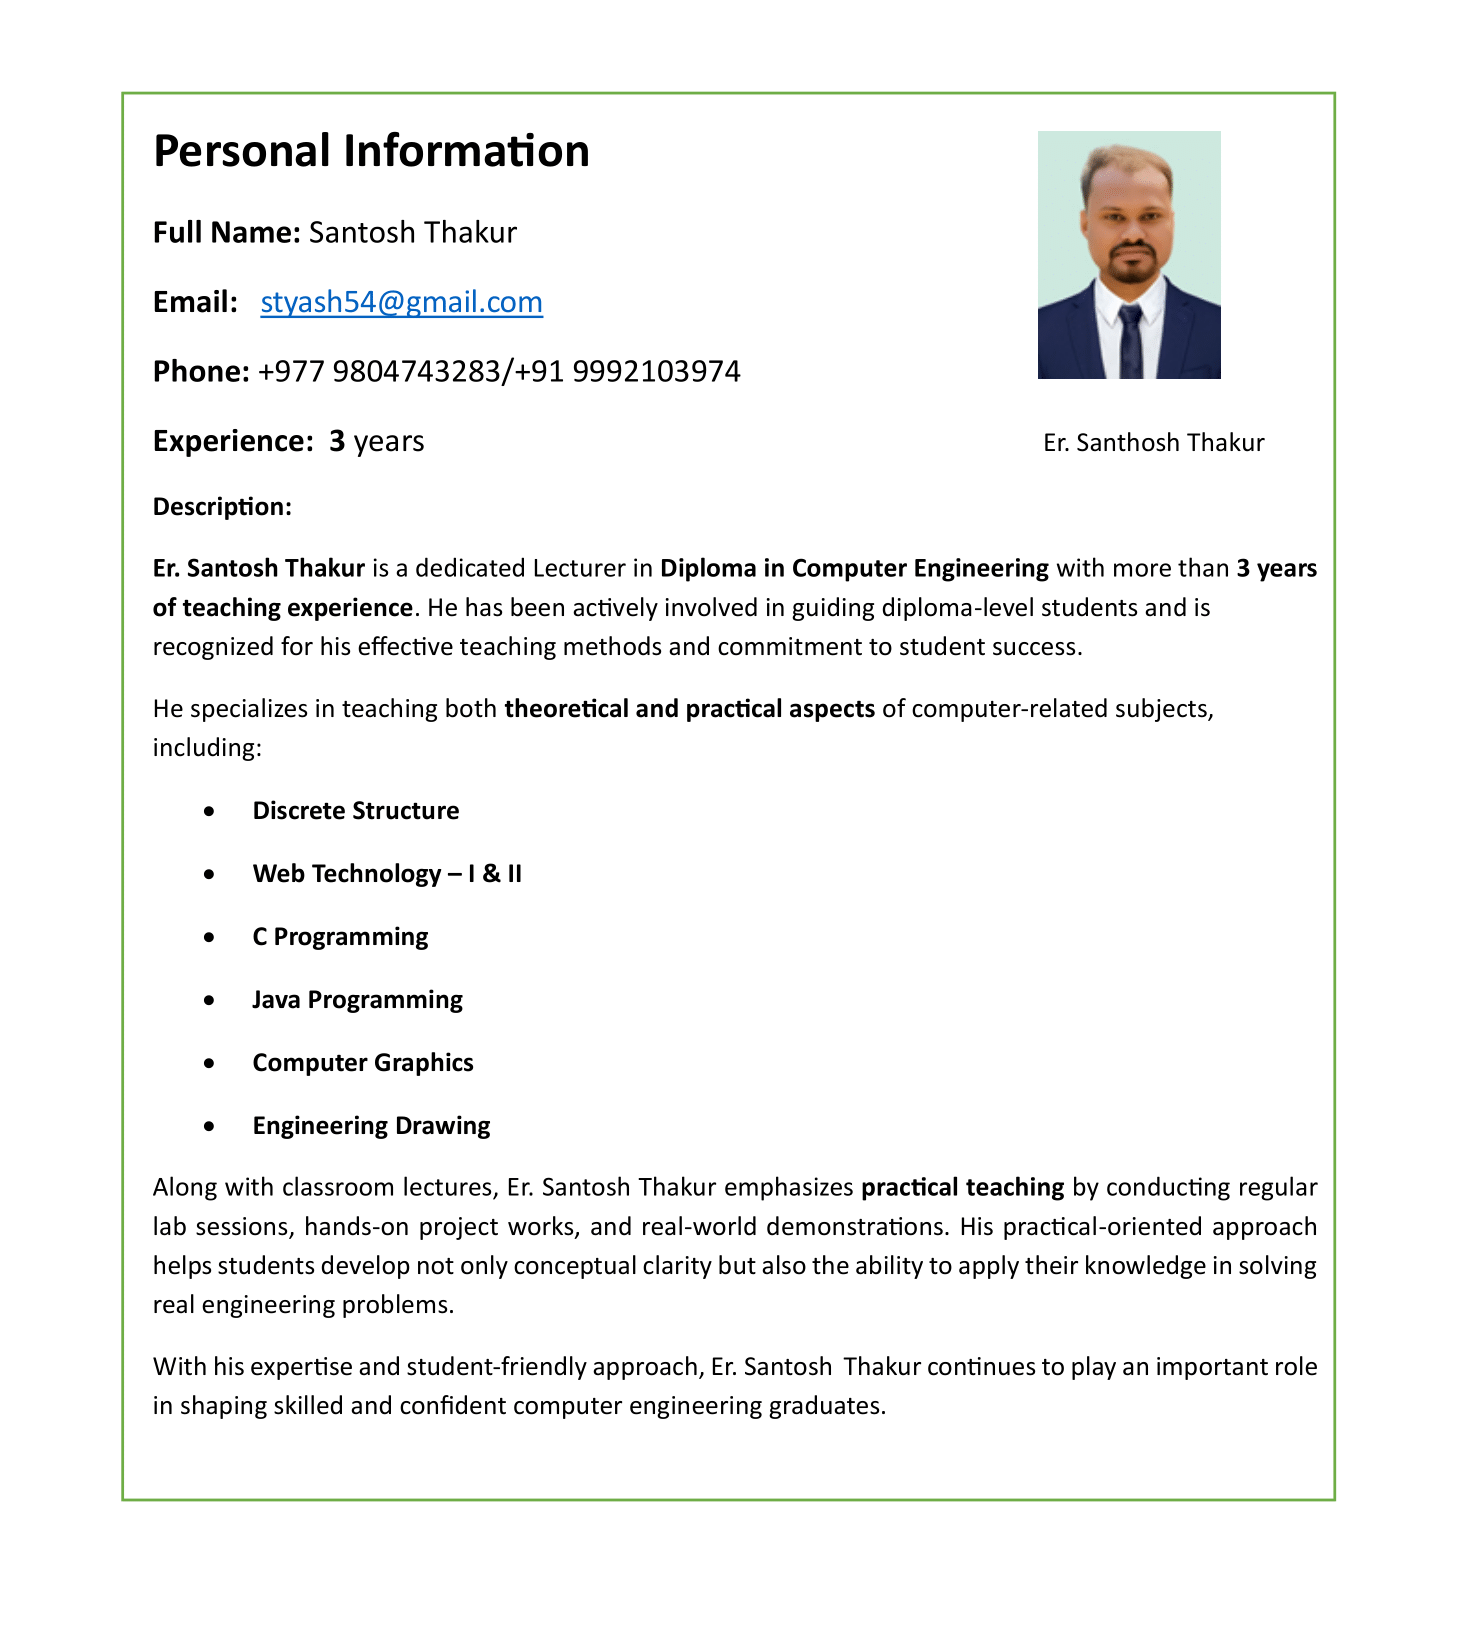 Personal Information
Full Name: Santosh Thakur
Email: styash54@gmail.com
Phone: +977 9804743283/+91 9992103974
Experience: 3 years
Er. Santhosh Thakur
Description:
Er. Santosh Thakur is a dedicated Lecturer in Diploma in Computer Engineering with more than 3 years
of teaching experience. He has been actively involved in guiding diploma-level students and is
recognized for his effective teaching methods and commitment to student success.
He specializes in teaching both theoretical and practical aspects of computer-related subjects,
including:
• Discrete Structure
• Web Technology – I & II
• C Programming
• Java Programming
• Computer Graphics
• Engineering Drawing
Along with classroom lectures, Er. Santosh Thakur emphasizes practical teaching by conducting regular
lab sessions, hands-on project works, and real-world demonstrations. His practical-oriented approach
helps students develop not only conceptual clarity but also the ability to apply their knowledge in solving
real engineering problems.
With his expertise and student-friendly approach, Er. Santosh Thakur continues to play an important role
in shaping skilled and confident computer engineering graduates.